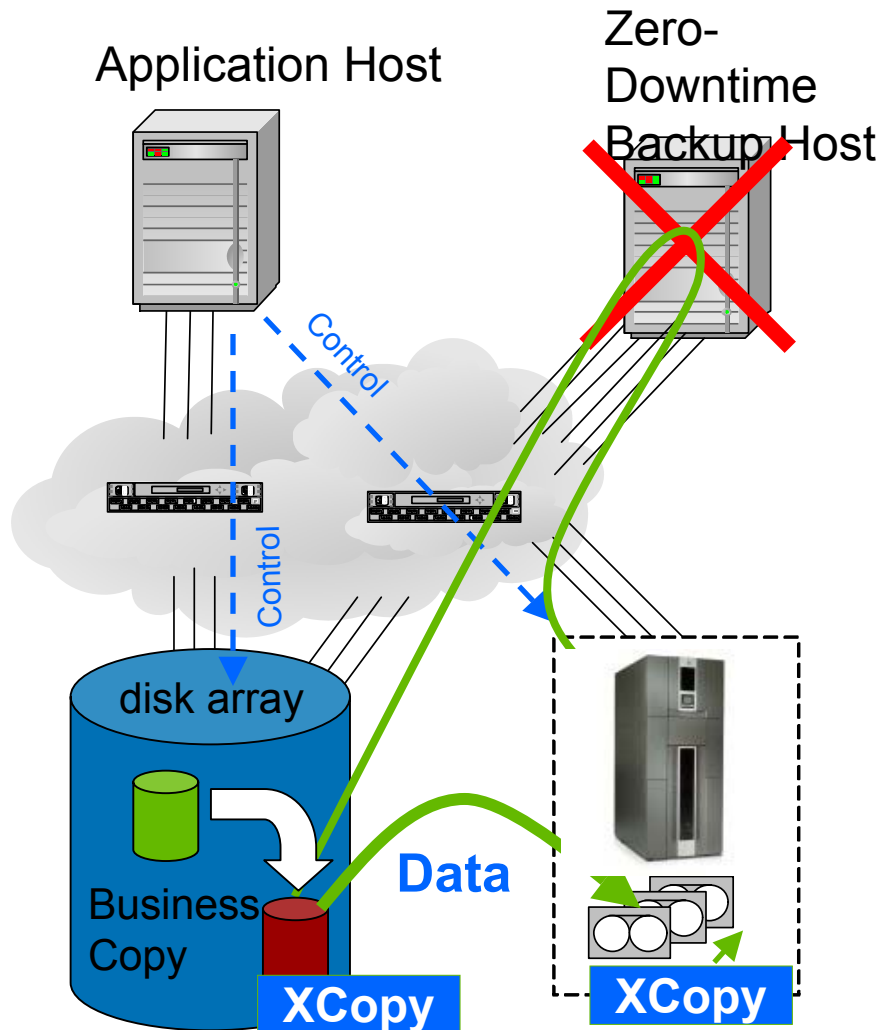 Application Host
Zero-
Downtime
Backup Host
Control
Control
disk array
Business
Copy
Data
XCopy
XCopy